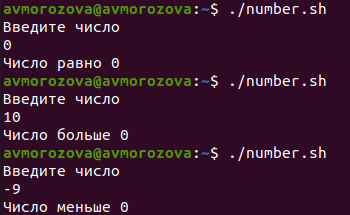 avmorozova@avmorozova:~$ ./number.sh
Введите число
0
Число равно 0
avmorozova@avmorozova:~$ ./number.sh
Введите число
10
Число больше 0
avmorozova@avmorozova:~$ ./number.sh
Введите число
-9
Число меньше 0